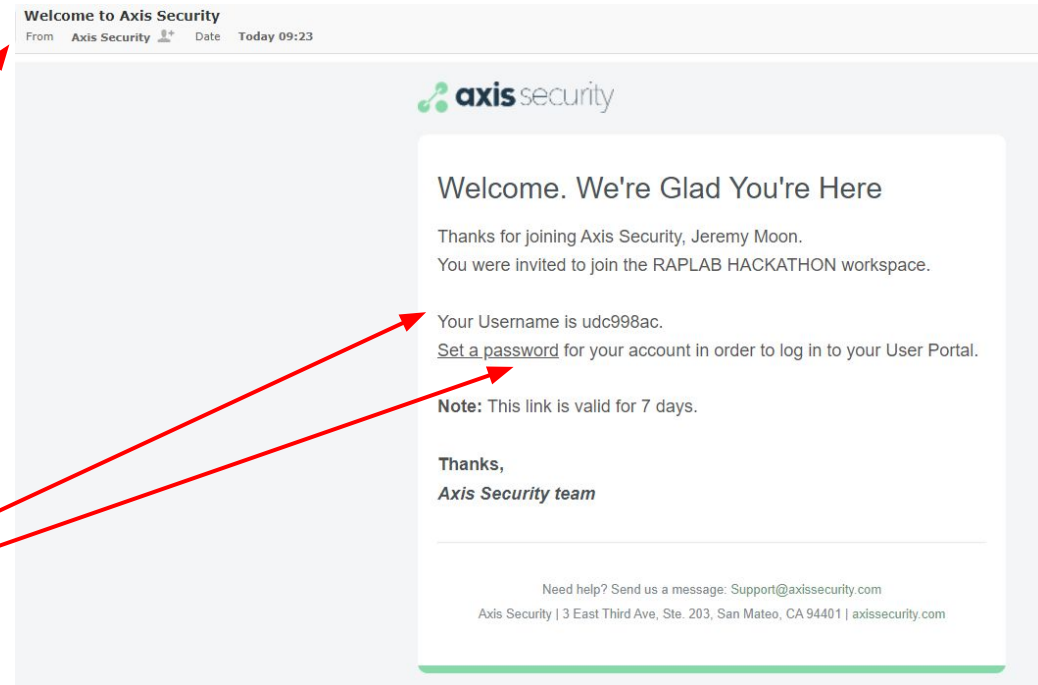 Welcome to Axis Security
From Axis Security Date Today 09:23
axis security
Welcome. We're Glad You're Here
Thanks for joining Axis Security, Jeremy Moon.
You were invited to join the RAPLAB HACKATHON workspace.
Your Username is udc998ac.
Set a password for your account in order to log in to your User Portal.
Note: This link is valid for 7 days.
Thanks,
Axis Security team
Need help? Send us a message: Support@axissecurity.com
Axis Security | 3 East Third Ave, Ste. 203, San Mateo, CA 94401 | axissecurity.com